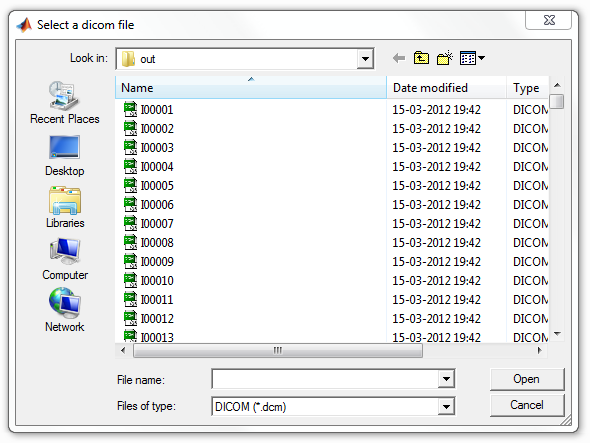 Select a dicom file
Look in: out
Name Date modified Type
Recent Places
Desktop
Libraries
Computer
Network
I00001 15-03-2012 19:42 DICOM
I00002 15-03-2012 19:42 DICOM
I00003 15-03-2012 19:42 DICOM
I00004 15-03-2012 19:42 DICOM
I00005 15-03-2012 19:42 DICOM
I00006 15-03-2012 19:42 DICOM
I00007 15-03-2012 19:42 DICOM
I00008 15-03-2012 19:42 DICOM
I00009 15-03-2012 19:42 DICOM
I00010 15-03-2012 19:42 DICOM
I00011 15-03-2012 19:42 DICOM
I00012 15-03-2012 19:42 DICOM
I00013 15-03-2012 19:42 DICOM
File name: Open
Files of type: DICOM (*.dcm) Cancel